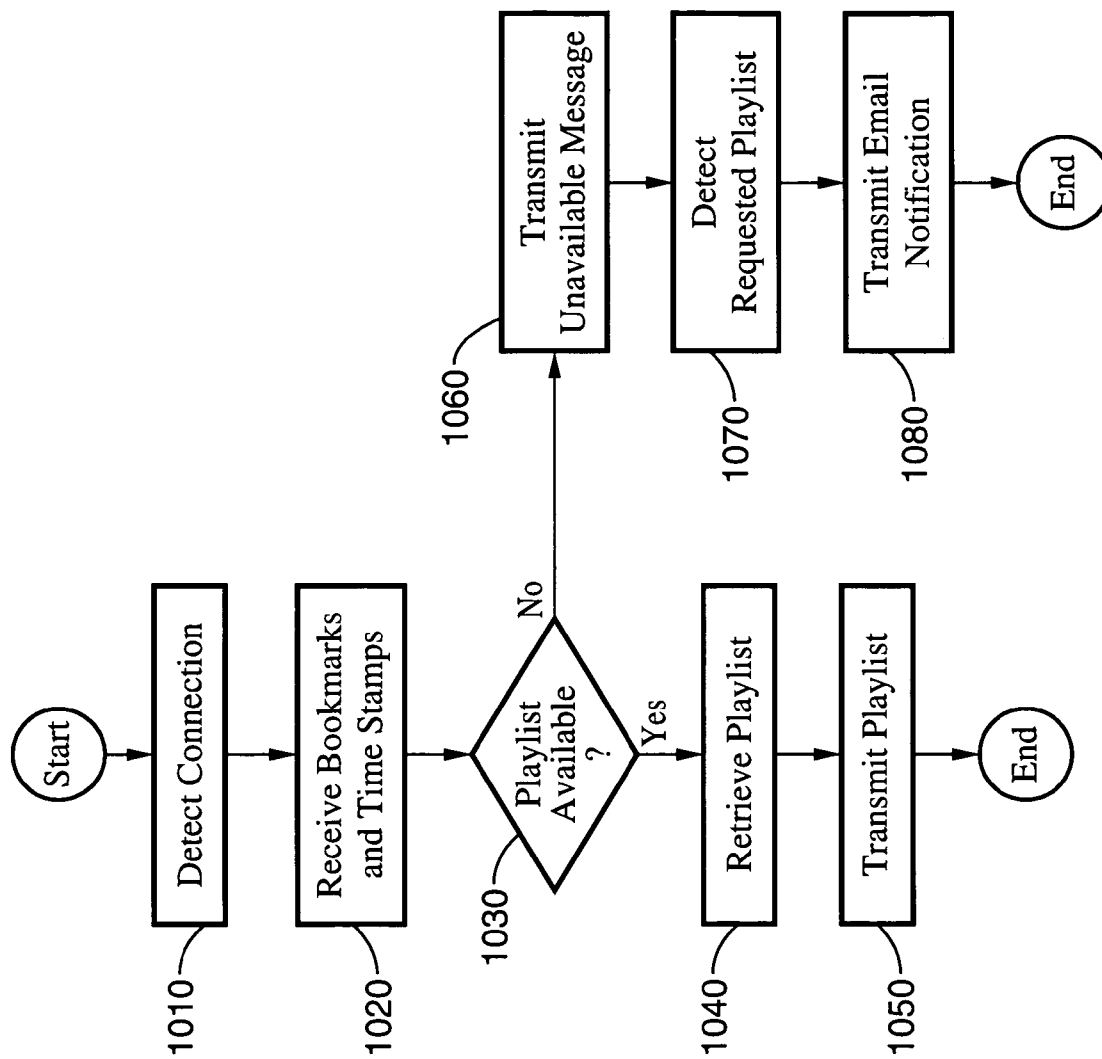 Start
1010
Detect Connection
1020
Receive Bookmarks
and Time Stamps
1030
Playlist
Available
?
No
Yes
1040
Retrieve Playlist
1050
Transmit Playlist
End
1060
Transmit
Unavailable Message
1070
Detect
Requested Playlist
1080
Transmit Email
Notification
End